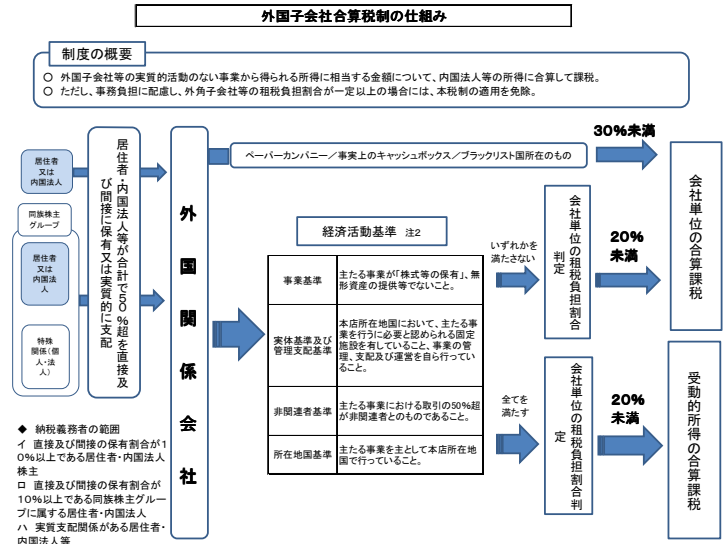 外国子会社合算税制の仕組み
制度の概要
○ 外国子会社等の実質的活動のない事業から得られる所得に相当する金額について、内国法人等の所得に合算して課税。
○ ただし、事務負担に配慮し、外角子会社等の租税負担割合が一定以上の場合には、本税制の適用を免除。
居住者
又は
内国法人
同族株主
グループ
居住者
又は
内国法
人
特殊
関係（個
人・法
人）
居住者・内国法人等が合計で50％超を直接及
び間接に保有又は実質的に支配
外国関係会社
ペーパーカンパニー／事実上のキャッシュボックス／ブラックリスト国所在のもの
30%未満
会社単位の合算課税
経済活動基準 注2
事業基準
主たる事業が「株式等の保有」、無
形資産の提供等でないこと。
実体基準及び
管理支配基準
本店所在地国において、主たる事
業を行うに必要と認められる固定
施設を有していること、事業の管
理、支配及び運営を自ら行ってい
ること。
非関連者基準
主たる事業における取引の50%超
が非関連者とのものであること。
所在地国基準
主たる事業を主として本店所在地
国で行っていること。
いずれかを
満たさない
会社単位の租税負担割合
判定
20%
未満
全てを
満たす
会社単位の租税負担割合判
定
20%
未満
受動的所得の合算課税
◆ 納税義務者の範囲
イ 直接及び間接の保有割合が1
0%以上である居住者・内国法人
株主
ロ 直接及び間接の保有割合が
10%以上である同族株主グルー
プに属する居住者・内国法人
ハ 実質支配関係がある居住者・
内国法人等